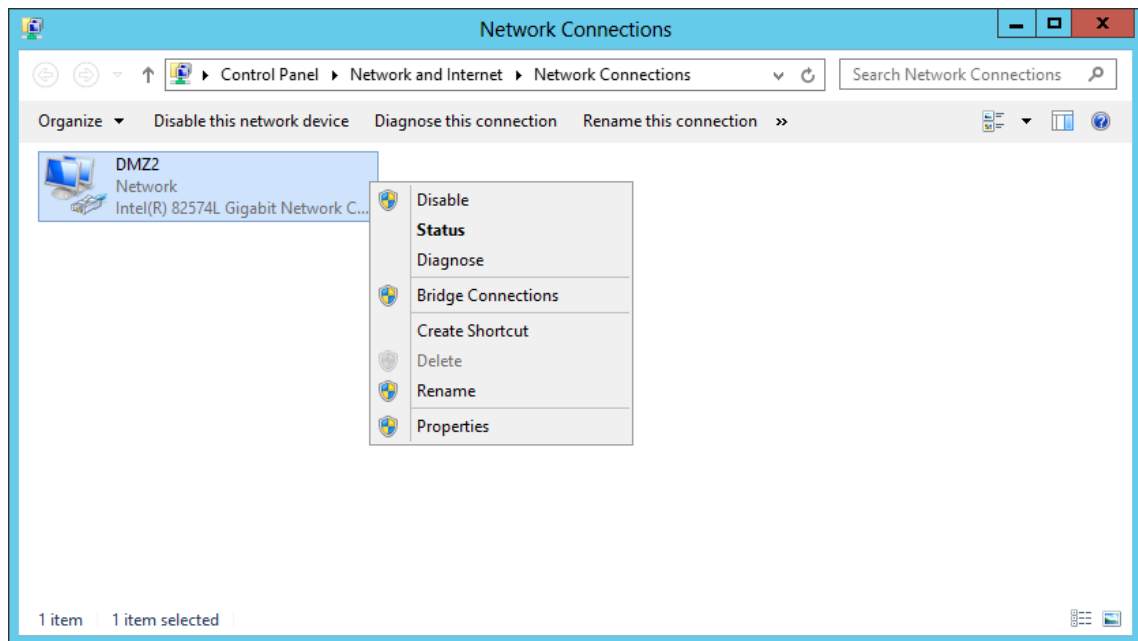 Network Connections
Control Panel Network and Internet Network Connections Search Network Connections
Organize Disable this network device Diagnose this connection Rename this connection »
DMZ2
Network
Intel(R) 82574L Gigabit Network C...
Disable
Status
Diagnose
Bridge Connections
Create Shortcut
Delete
Rename
Properties
1 item 1 item selected